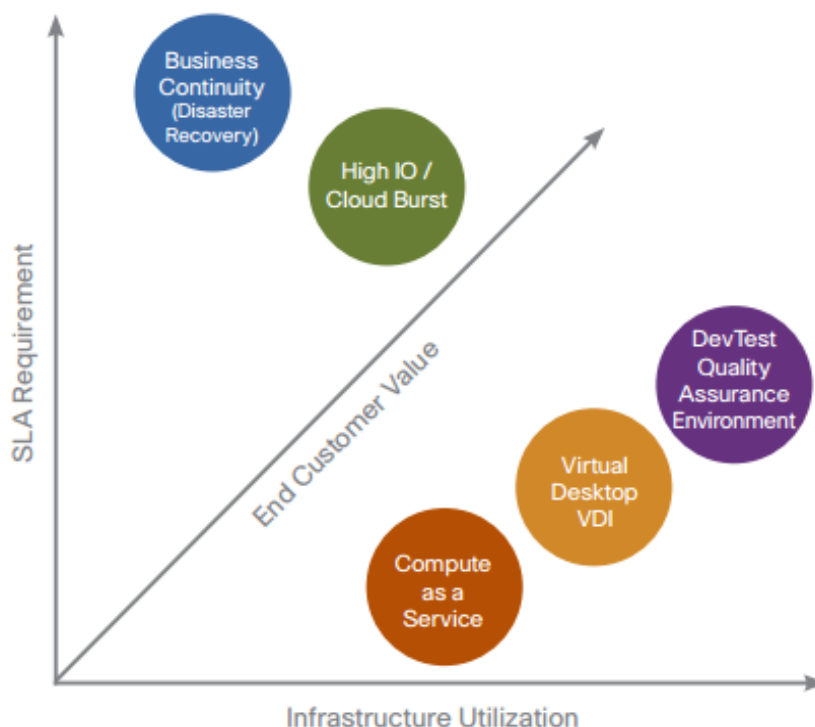 Business
Continuity
(Disaster
Recovery)
High IO /
Cloud Burst
SLA Requirement
End Customer Value
DevTest
Quality
Assurance
Environment
Virtual
Desktop
VDI
Compute
as a
Service
Infrastructure Utilization